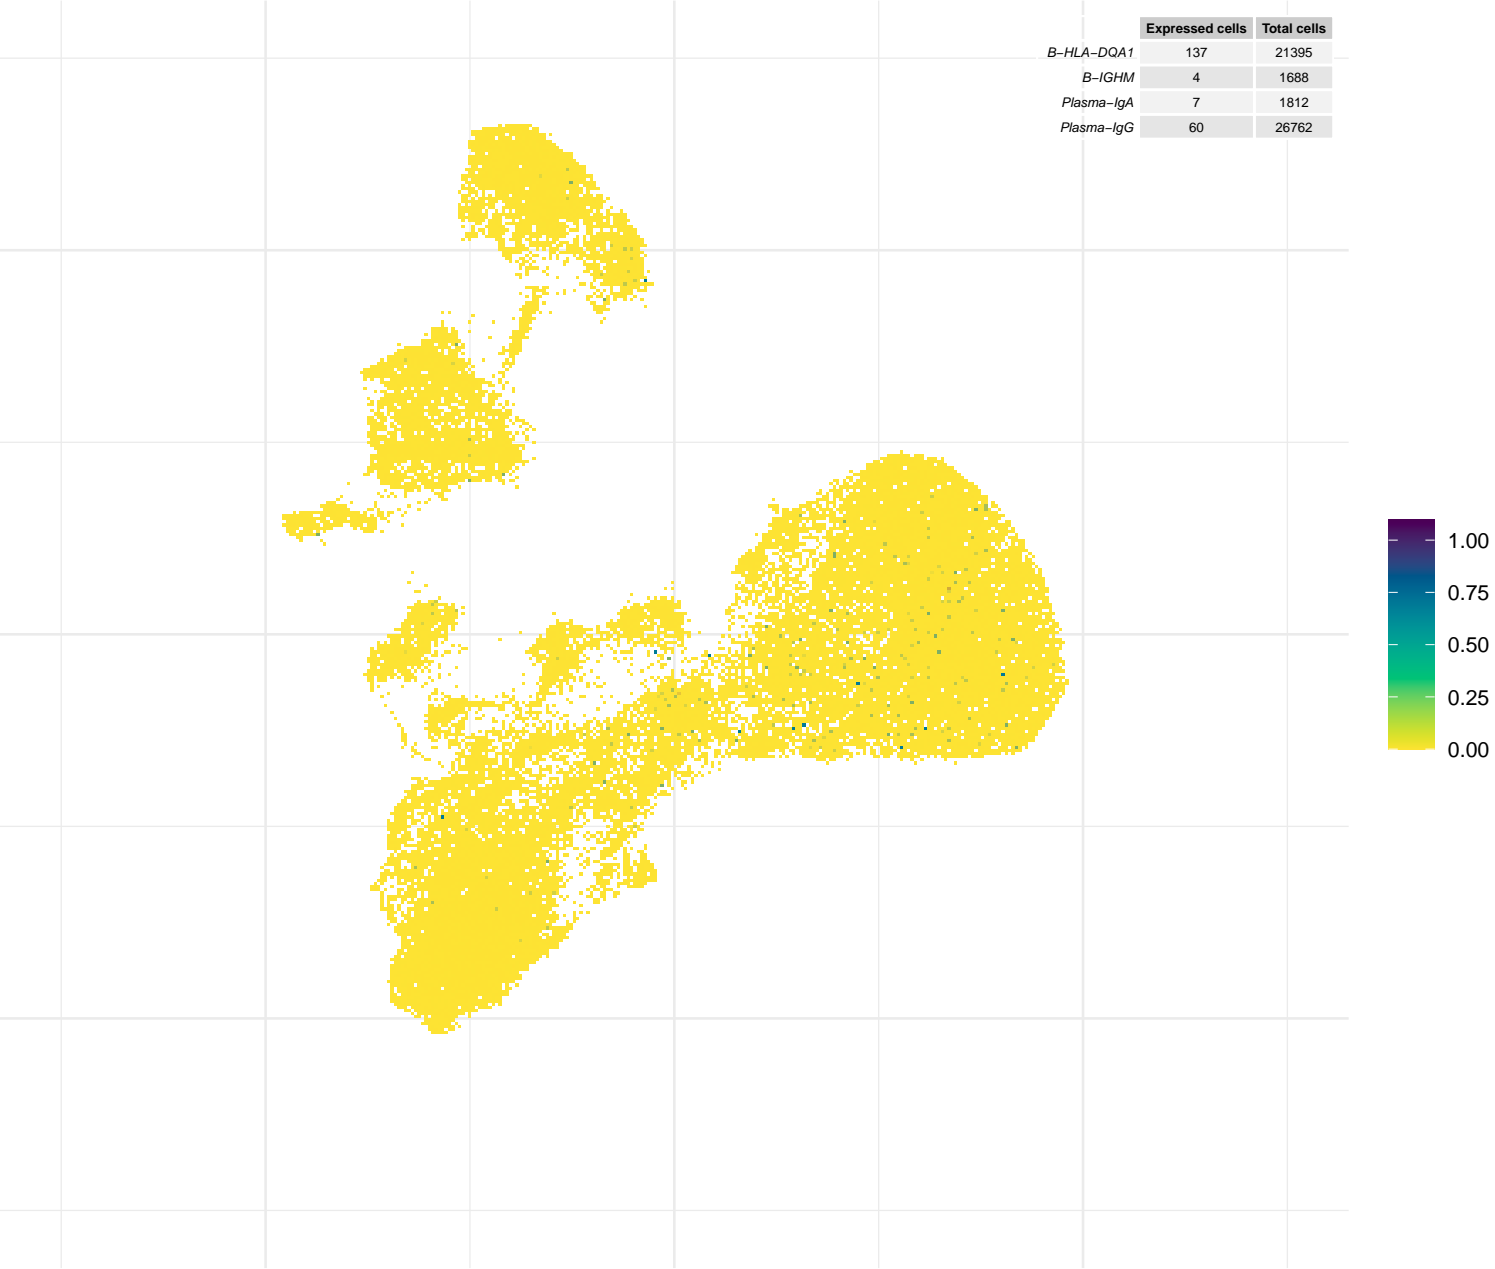 Expressed cells Total cells
B−HLA−DQA1 137 21395
B−IGHM 4 1688
Plasma−IgA 7 1812
Plasma−IgG 60 26762
1.00
0.75
0.50
0.25
0.00